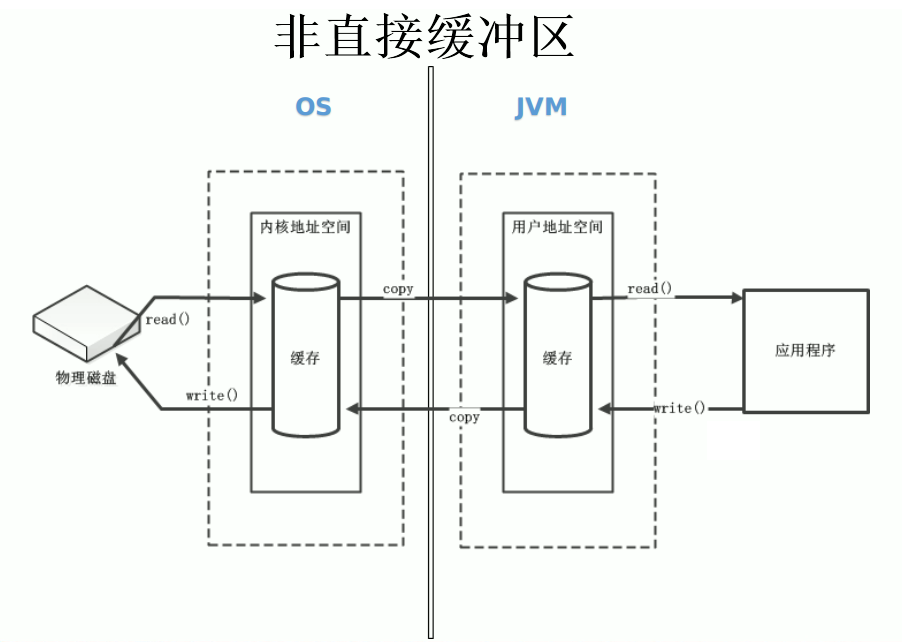 非直接缓冲区
OS
JVM
内核地址空间
用户地址空间
copy
read()
read()
缓存
缓存
应用程序
物理磁盘
write()
copy
write()